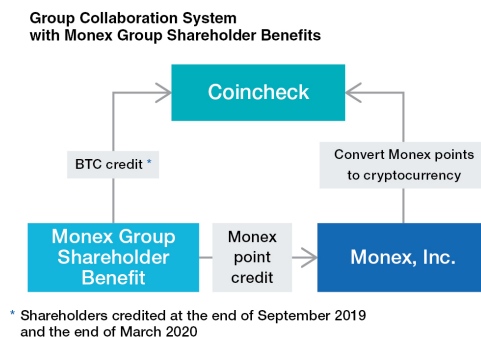 Group Collaboration System
with Monex Group Shareholder Benefits
Coincheck
BTC credit *
Convert Monex points
to cryptocurrency
Monex Group
Shareholder
Benefit
Monex
point
credit
Monex, Inc.
* Shareholders credited at the end of September 2019
and the end of March 2020